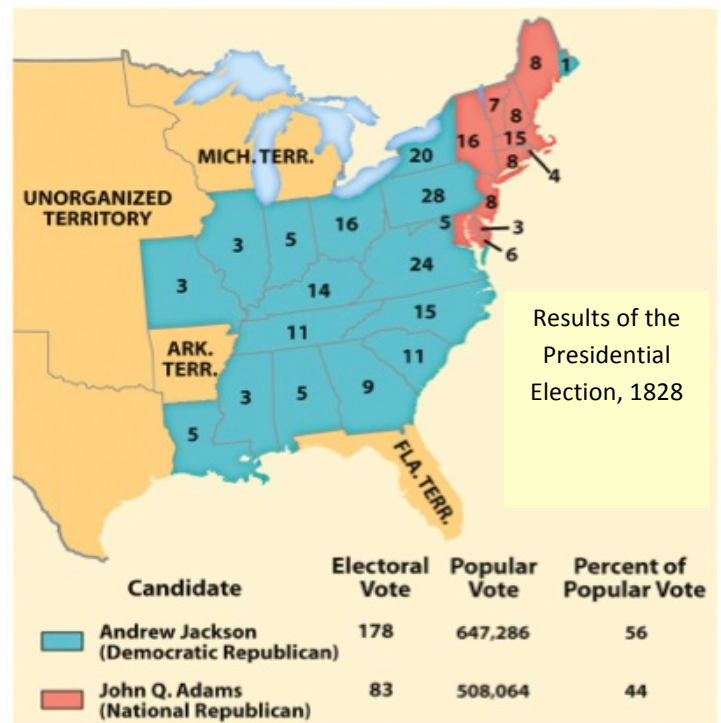 8
1
7
8
16
15
8
4
20
MICH. TERR.
28
8
UNORGANIZED
TERRITORY
5
3
16
3
5
6
24
3
14
15
11
ARK.
TERR.
11
3
5
9
5
FLA. TERR.
Results of the
Presidential
Election, 1828
Candidate
Electoral
Vote
Popular
Vote
Percent of
Popular Vote
Andrew Jackson
(Democratic Republican)
178
647,286
56
John Q. Adams
(National Republican)
83
508,064
44